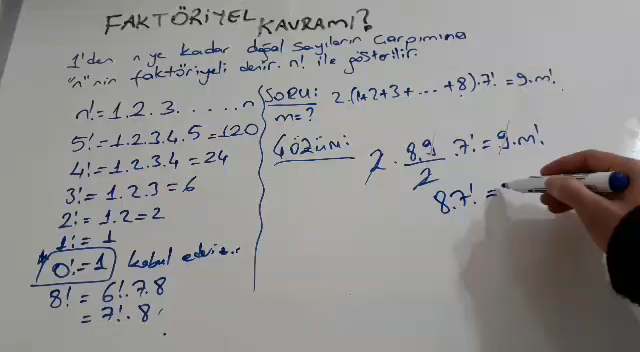 FAKTÖRİYEL KAVRAMI?
1'den n'ye kadar doğal sayıların çarpımına
"n"nin faktöriyeli denir. n! ile gösterilir.
n! = 1.2.3. . . . . n
5! = 1.2.3.4.5 = 120
4! = 1.2.3.4 = 24
3! = 1.2.3 = 6
2! = 1.2 = 2
1! = 1
0! = 1 kabul ederiz.
8! = 6!.7.8
= 7!.8
SORU: 2.(1+2+3+...+8).7! = 9.m!
m=?
ÇÖZÜM:
2 . 8.9/2 . 7! = 9.m!
8.7! =